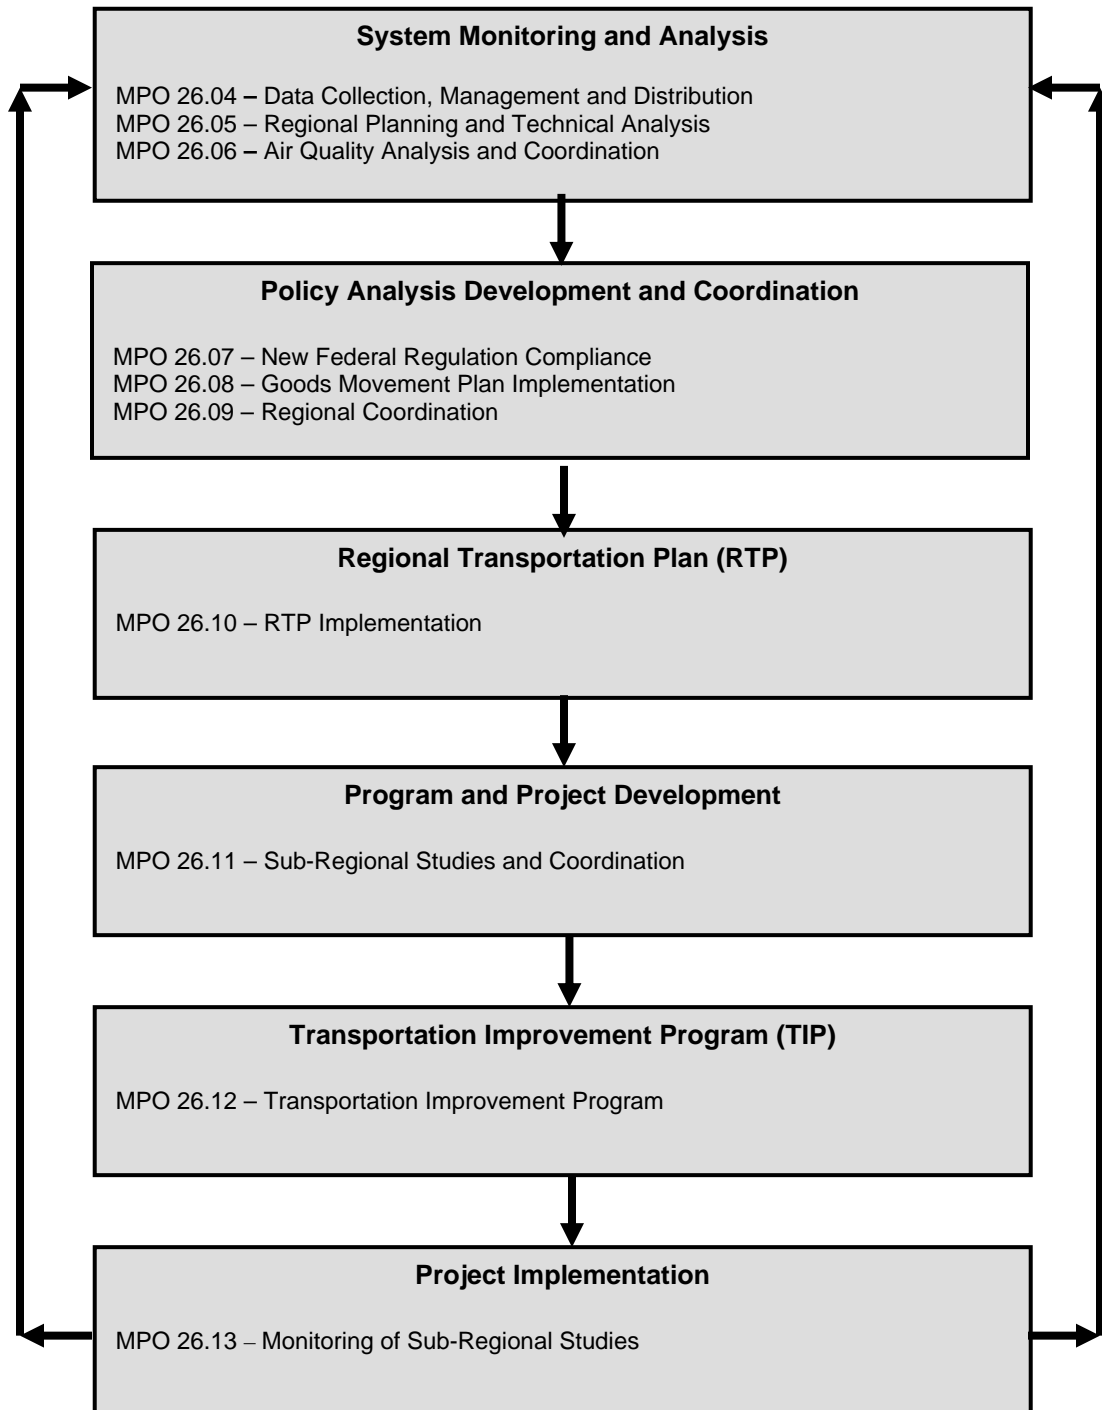 System Monitoring and Analysis
MPO 26.04 – Data Collection, Management and Distribution
MPO 26.05 – Regional Planning and Technical Analysis
MPO 26.06 – Air Quality Analysis and Coordination
Policy Analysis Development and Coordination
MPO 26.07 – New Federal Regulation Compliance
MPO 26.08 – Goods Movement Plan Implementation
MPO 26.09 – Regional Coordination
Regional Transportation Plan (RTP)
MPO 26.10 – RTP Implementation
Program and Project Development
MPO 26.11 – Sub-Regional Studies and Coordination
Transportation Improvement Program (TIP)
MPO 26.12 – Transportation Improvement Program
Project Implementation
MPO 26.13 – Monitoring of Sub-Regional Studies